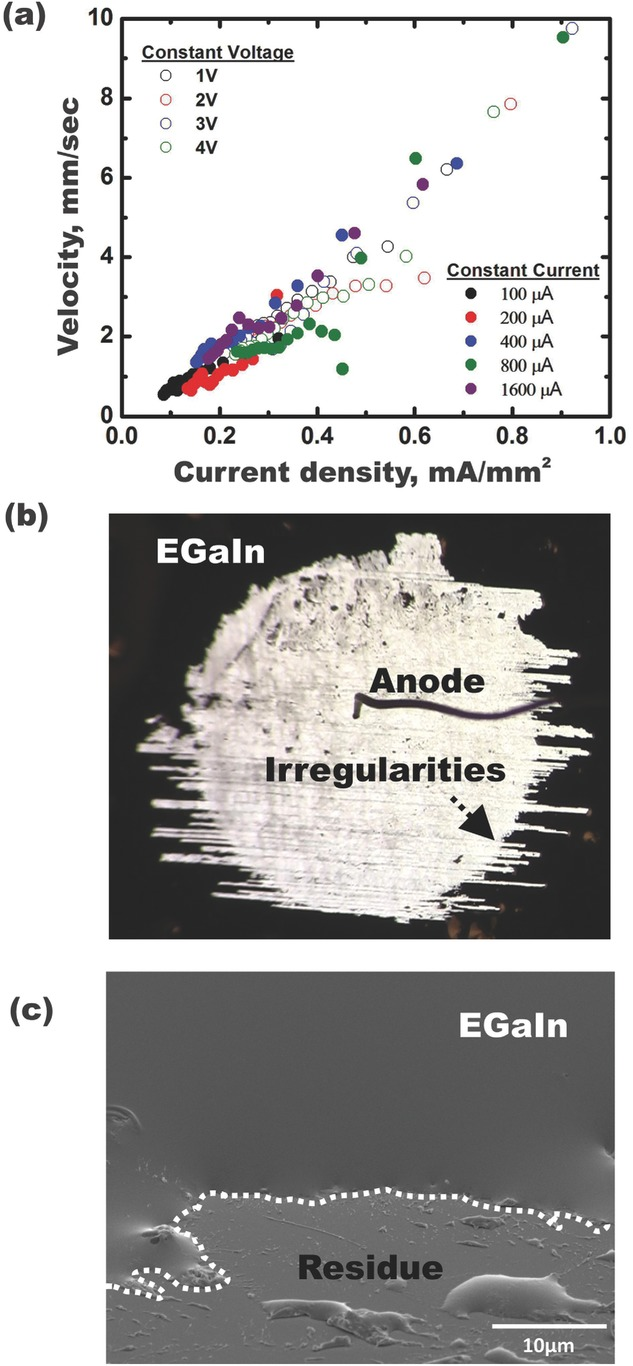 (a)
10
8
6
4
2
0
Velocity, mm/sec
Constant Voltage
1V
2V
3V
4V
Constant Current
100 μA
200 μA
400 μA
800 μA
1600 μA
0.0 0.2 0.4 0.6 0.8 1.0
Current density, mA/mm²
(b)
EGaIn
Anode
Irregularities
(c)
EGaIn
Residue
10μm